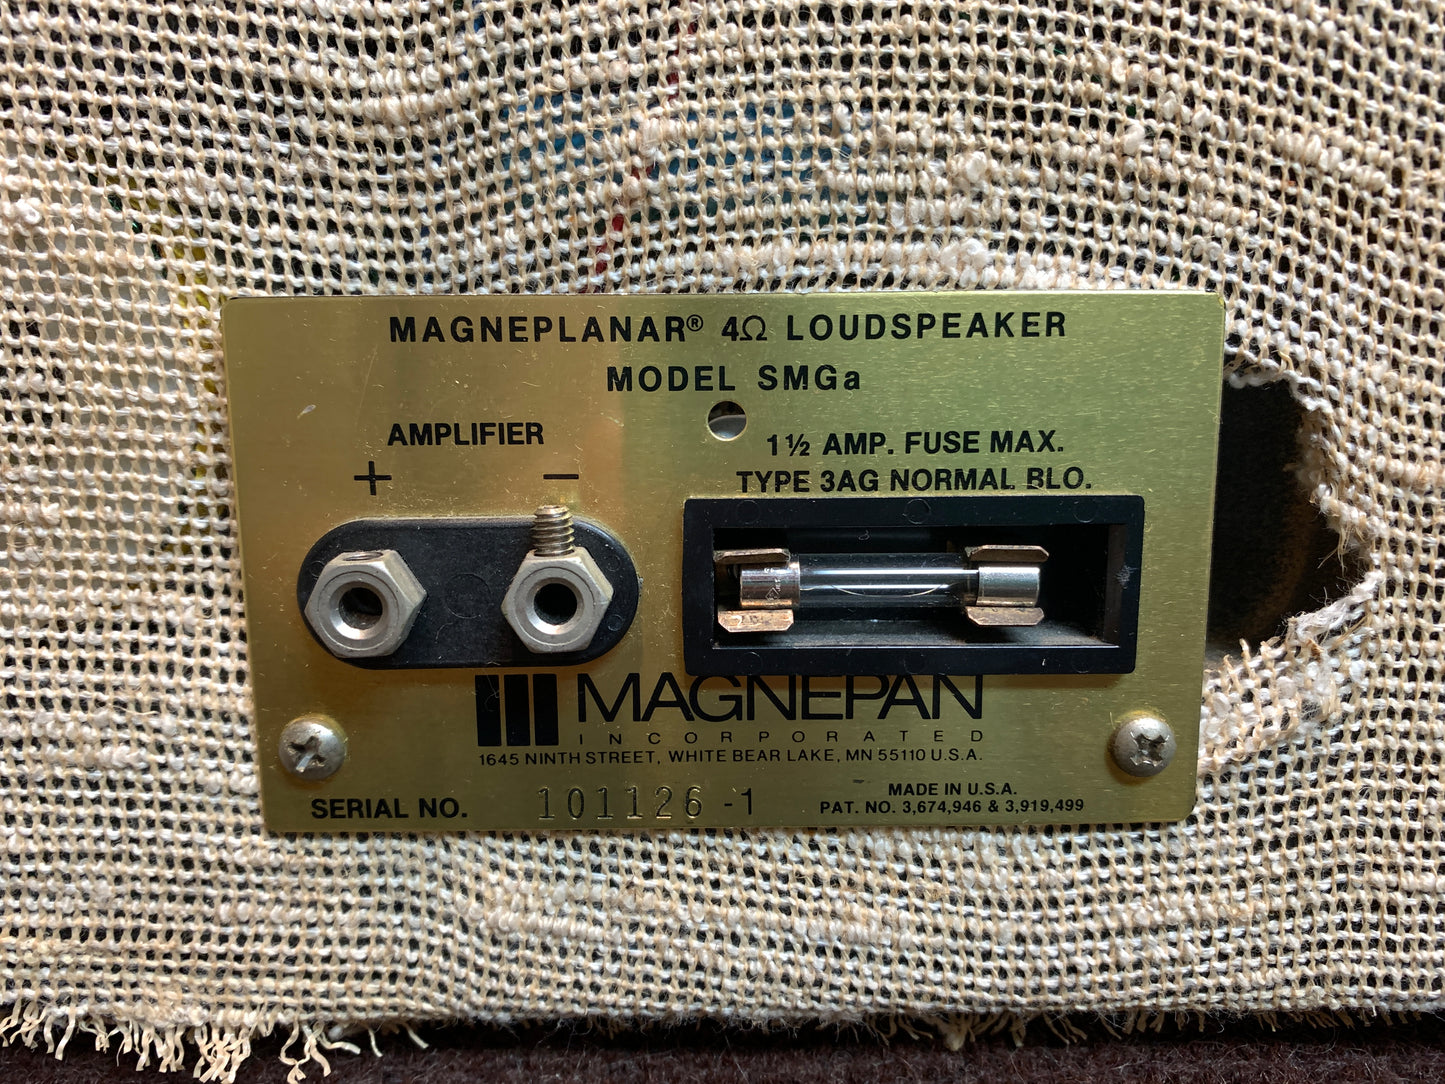 MAGNEPLANAR® 4Ω LOUDSPEAKER
MODEL SMGa
AMPLIFIER
+ −
1 ½ AMP. FUSE MAX.
TYPE 3AG NORMAL BLO.
MAGNEPAN
INCORPORATED
1645 NINTH STREET, WHITE BEAR LAKE, MN 55110 U.S.A.
SERIAL NO. 101126 -1
MADE IN U.S.A.
PAT. NO. 3,674,946 & 3,919,499